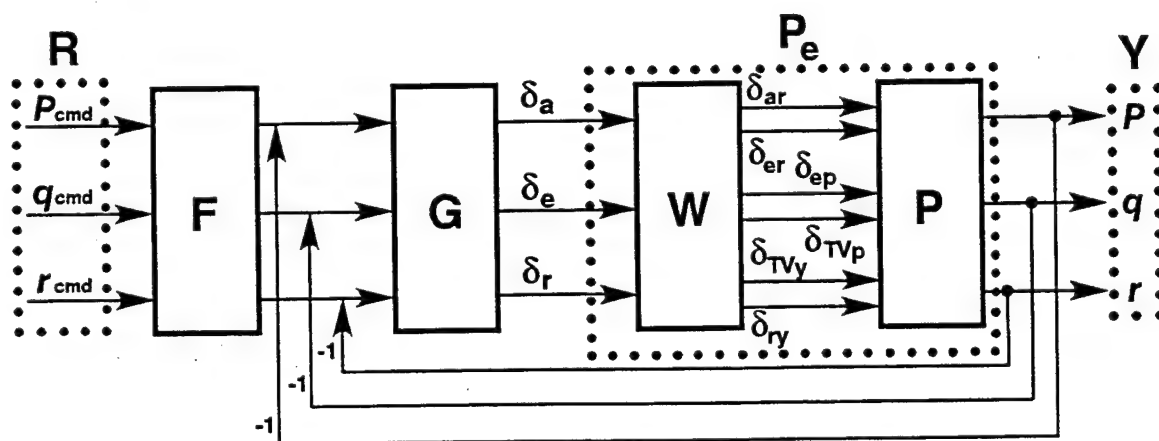 R
P_e
Y
P_cmd
q_cmd
r_cmd
F
G
δ_a
δ_e
δ_r
W
δ_ar
δ_er
δ_ep
δ_TVp
δ_TVy
δ_ry
P
P
q
r
-1
-1
-1